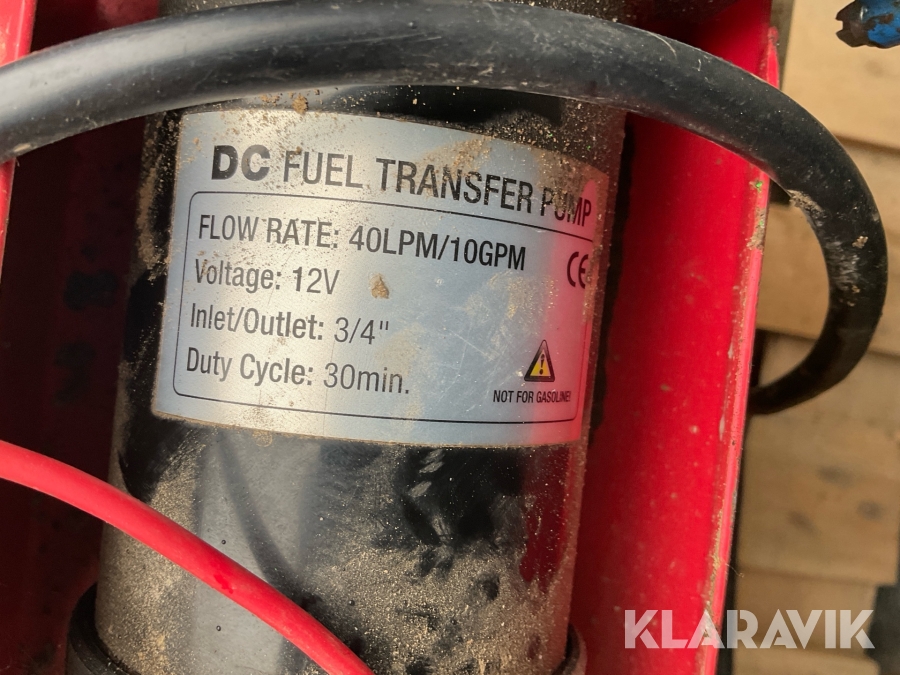 DC FUEL TRANSFER PUMP
FLOW RATE: 40LPM/10GPM
Voltage: 12V
CE
Inlet/Outlet: 3/4"
Duty Cycle: 30min.
NOT FOR GASOLINE!
KLARAVIK